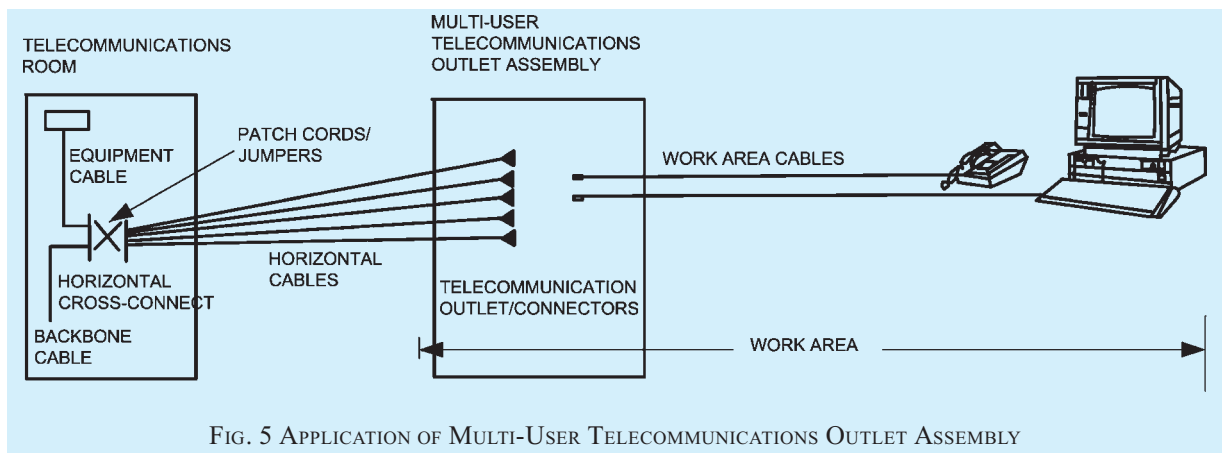 TELECOMMUNICATIONS
ROOM
MULTI-USER
TELECOMMUNICATIONS
OUTLET ASSEMBLY
EQUIPMENT
CABLE
PATCH CORDS/
JUMPERS
WORK AREA CABLES
HORIZONTAL
CABLES
HORIZONTAL
CROSS-CONNECT
BACKBONE
CABLE
TELECOMMUNICATION
OUTLET/CONNECTORS
WORK AREA
FIG. 5 APPLICATION OF MULTI-USER TELECOMMUNICATIONS OUTLET ASSEMBLY